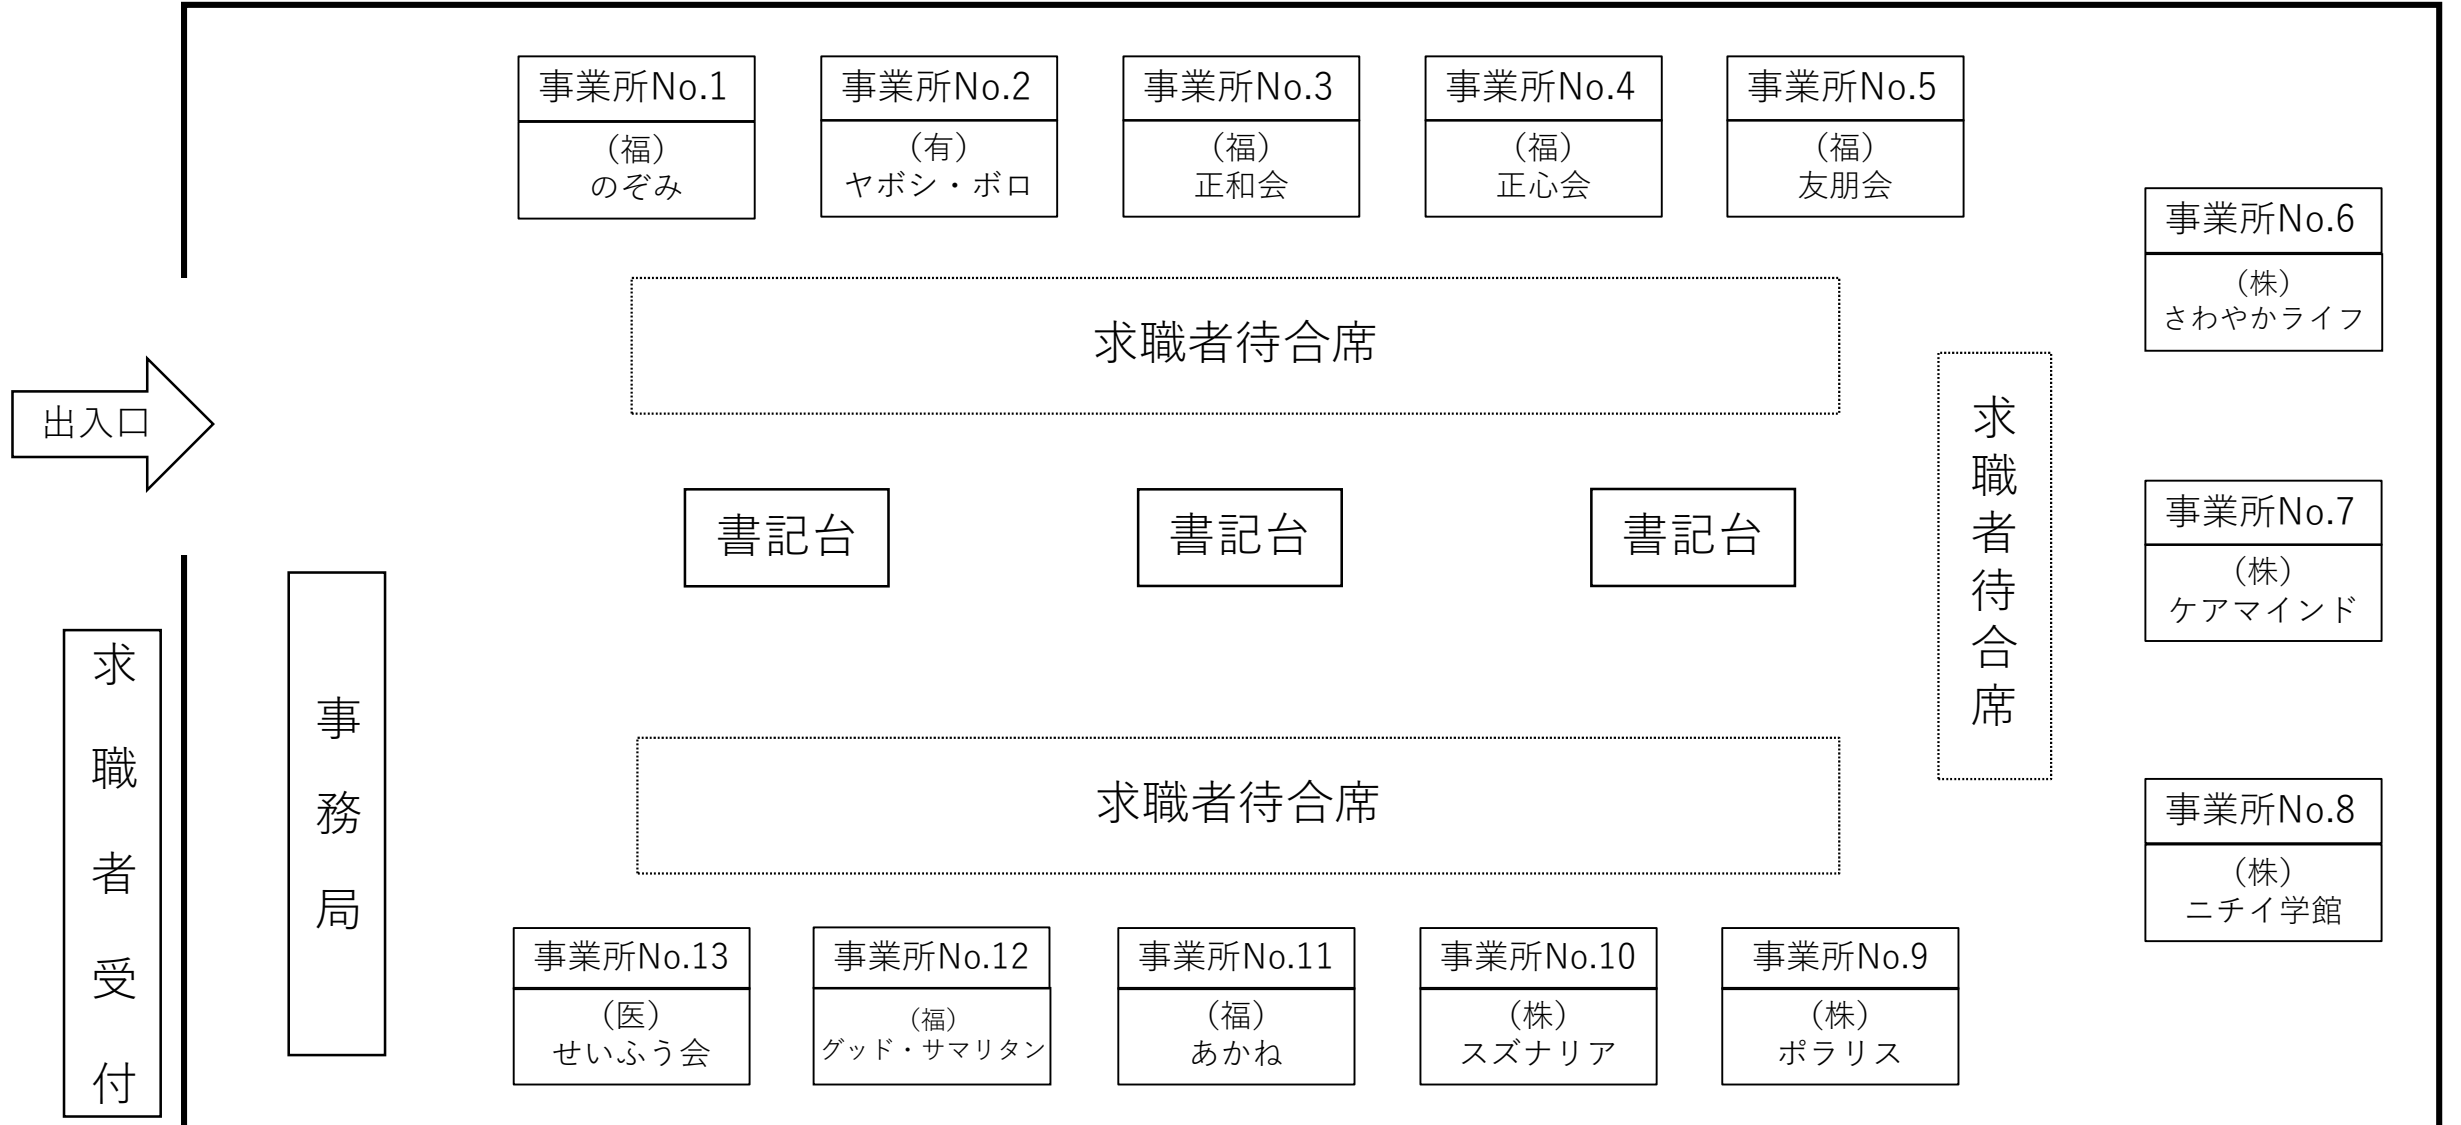 事業所No.1
(福)
のぞみ
事業所No.2
(有)
ヤボシ・ボロ
事業所No.3
(福)
正和会
事業所No.4
(福)
正心会
事業所No.5
(福)
友朋会
事業所No.6
(株)
さわやかライフ
求職者待合席
出入口
求職者待合席
書記台
書記台
書記台
事業所No.7
(株)
ケアマインド
求職者受付
事務局
求職者待合席
事業所No.8
(株)
ニチイ学館
事業所No.13
(医)
せいふう会
事業所No.12
(福)
グッド・サマリタン
事業所No.11
(福)
あかね
事業所No.10
(株)
スズナリア
事業所No.9
(株)
ポラリス